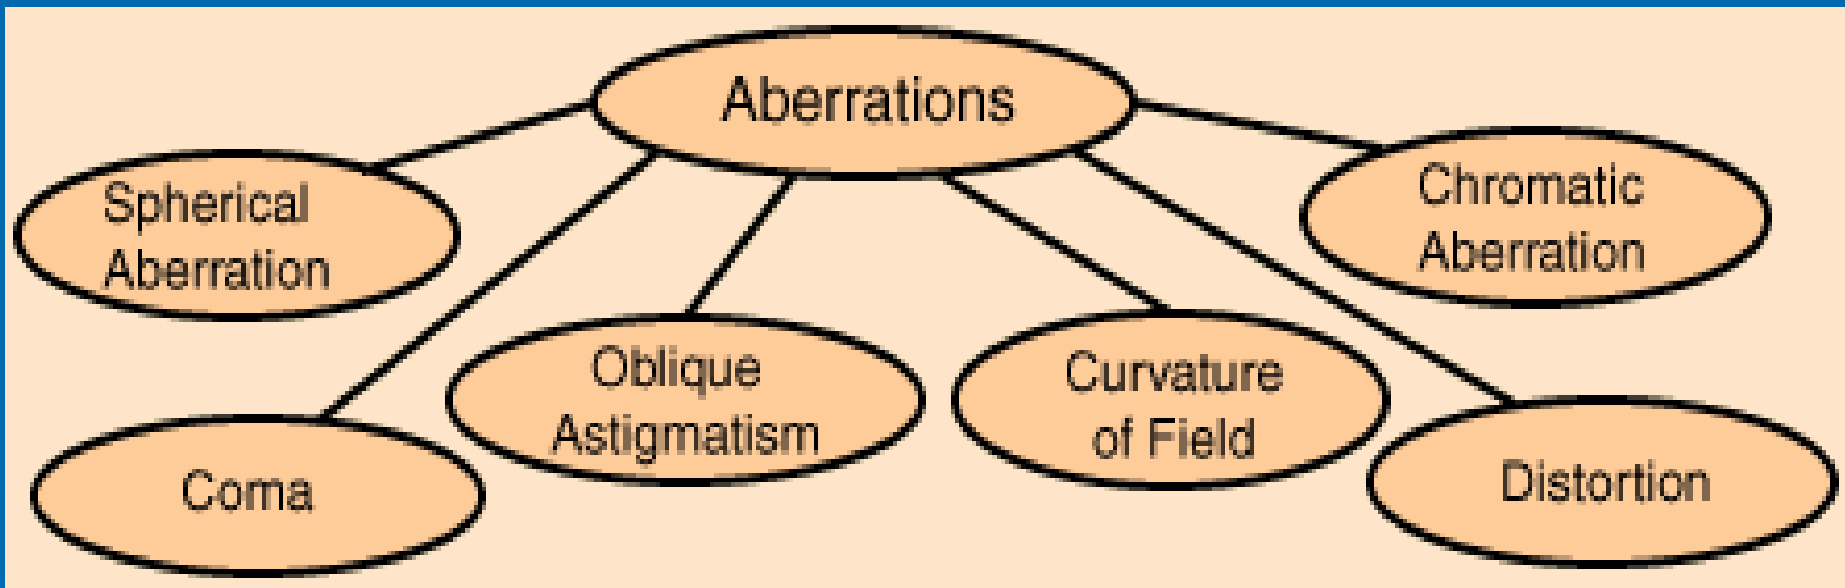 Aberrations
Spherical
Aberration
Chromatic
Aberration
Oblique
Astigmatism
Curvature
of Field
Coma
Distortion